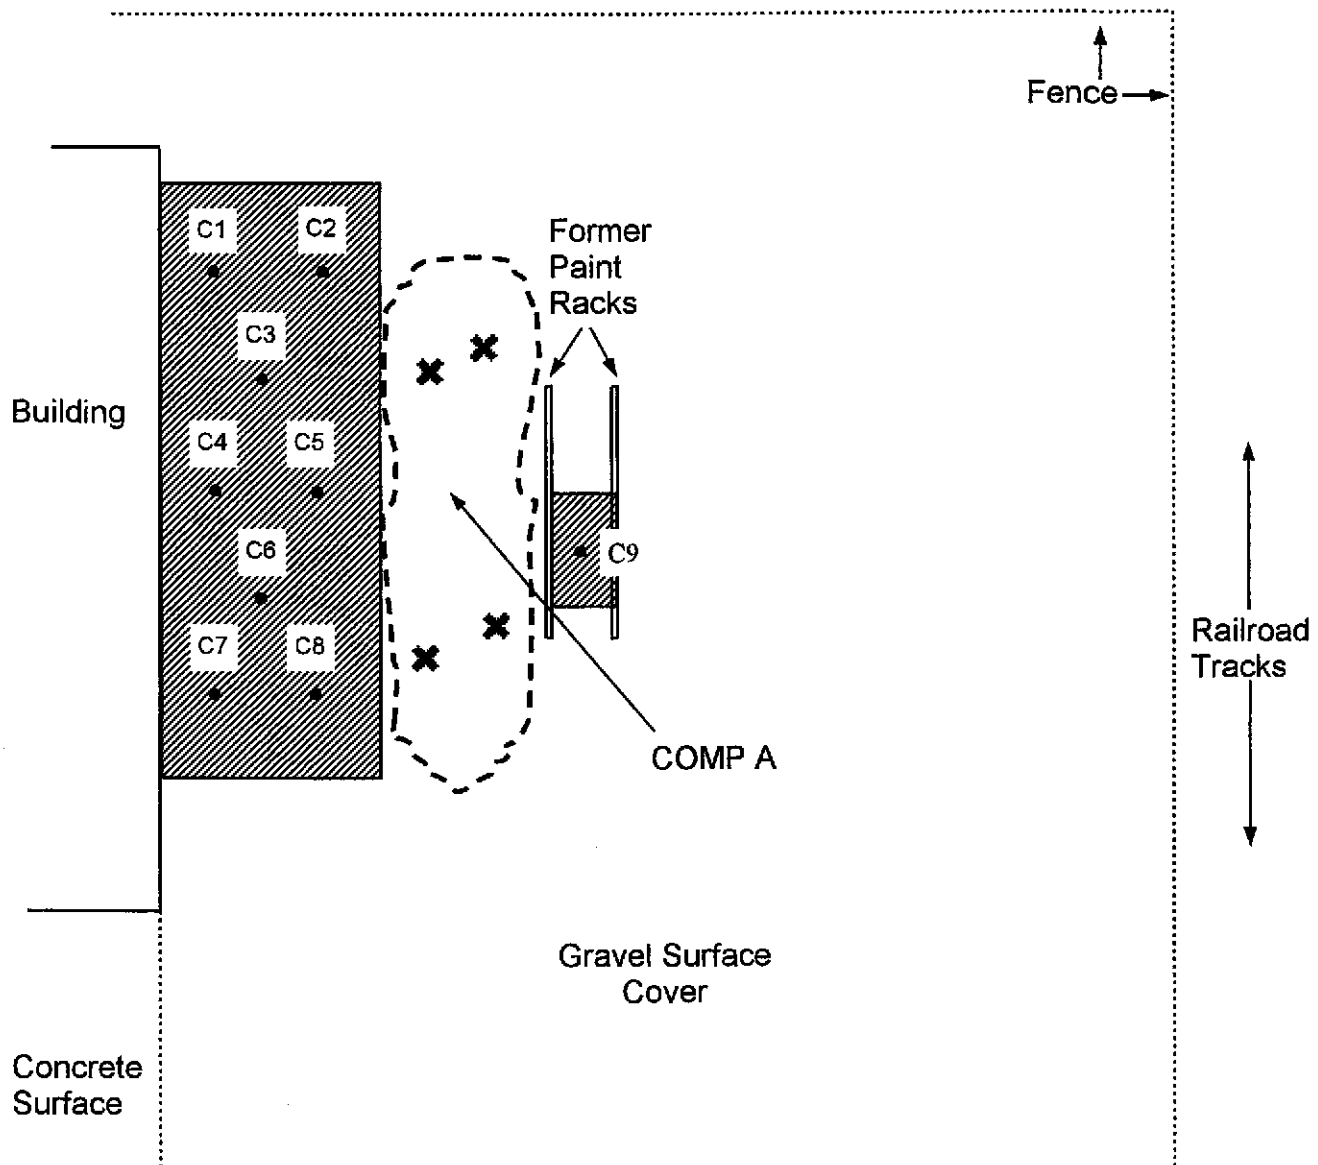 Fence
C1
C2
Former
Paint
Racks
C3
Building
C4
C5
C6
C9
C7
C8
Railroad
Tracks
COMP A
Gravel Surface
Cover
Concrete
Surface